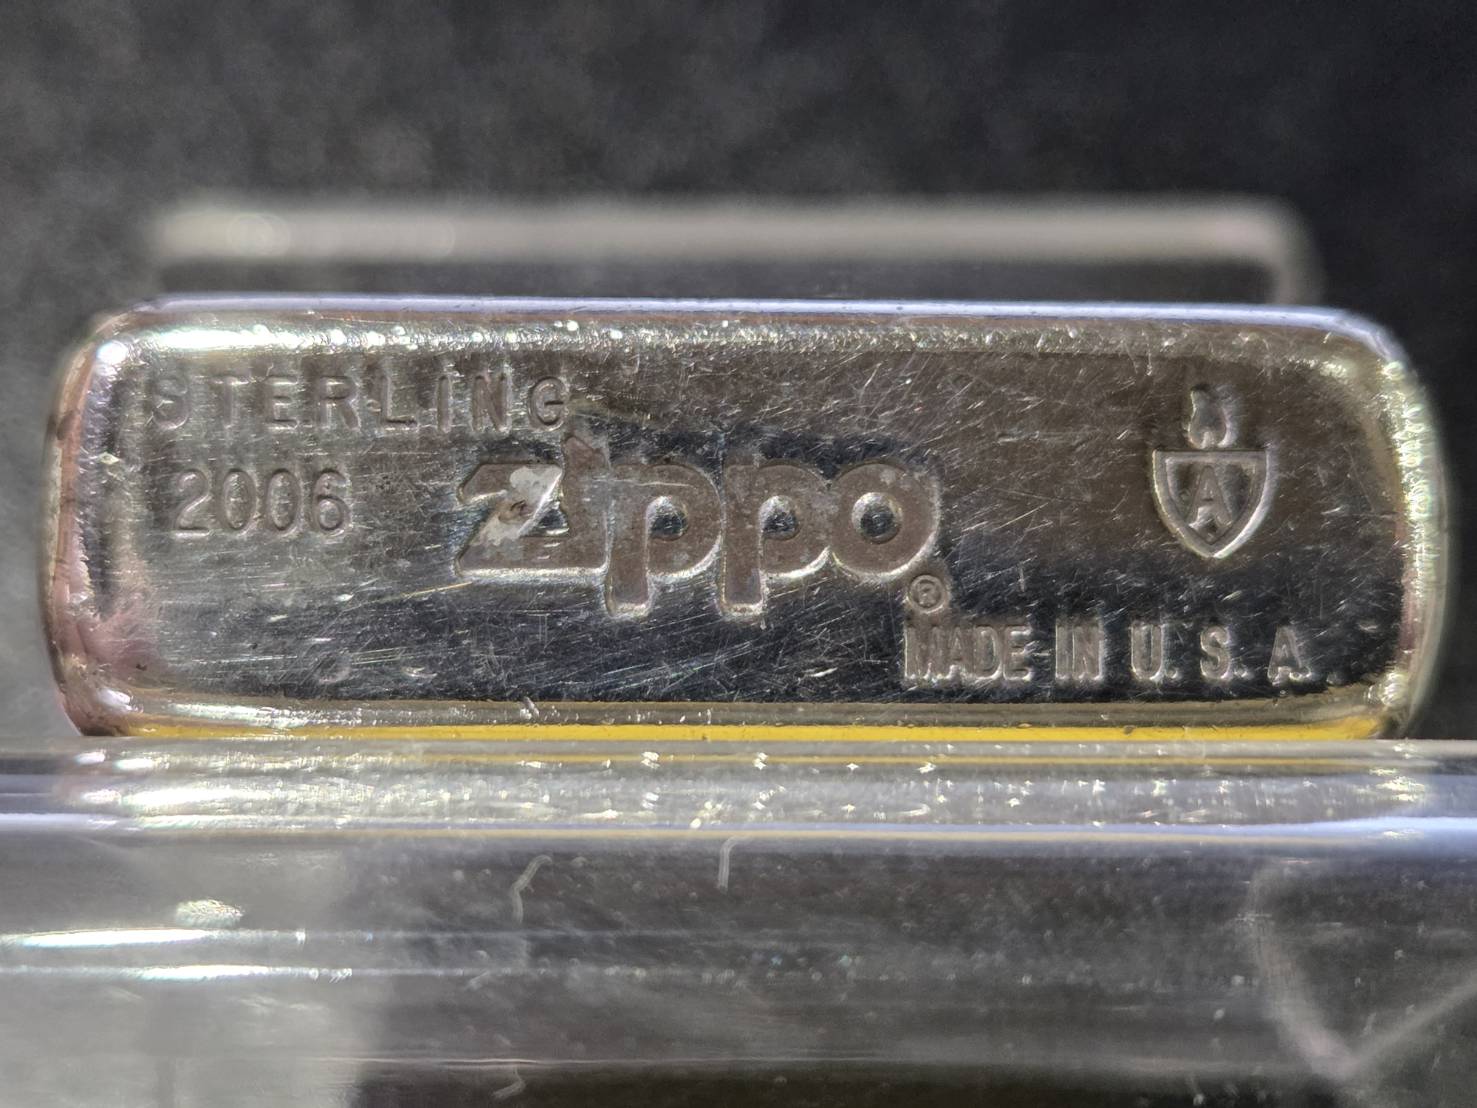 STERLING
2006
Zippo
®
A
MADE IN U. S. A.